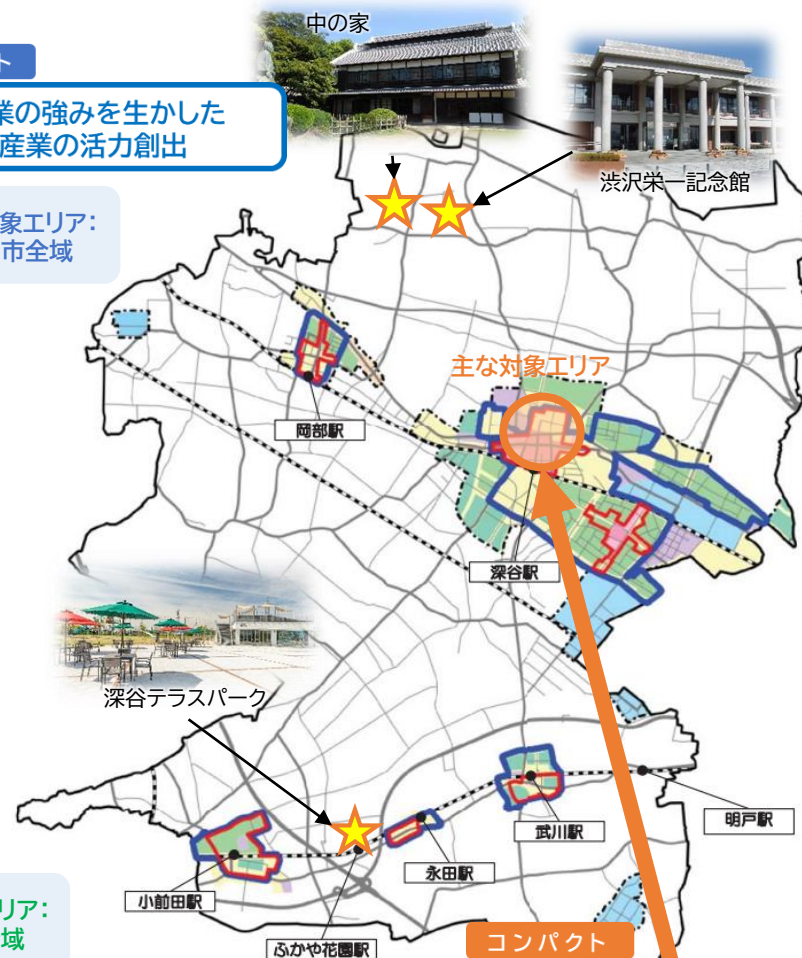 中の家
ト
業の強みを生かした
産業の活力創出
渋沢栄一記念館
象エリア：
市全域
主な対象エリア
岡部駅
深谷駅
深谷テラスパーク
明戸駅
武川駅
永田駅
小前田駅
リア：
域
ふかや花園駅
コンパクト